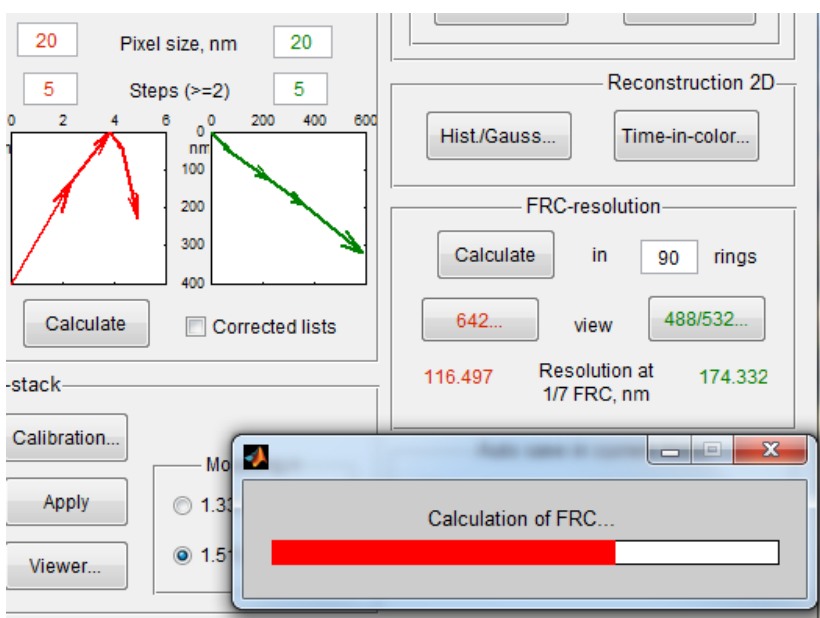 20 Pixel size, nm 20
5 Steps (>=2) 5
0 2 4 6 0 200 400 600
nm
100
200
300
400
Calculate Corrected lists
Reconstruction 2D
Hist./Gauss... Time-in-color...
FRC-resolution
Calculate in 90 rings
642... view 488/532...
116.497 Resolution at 174.332
1/7 FRC, nm
-stack
Calibration...
Apply
Viewer...
Mo
1.33
1.51
Calculation of FRC...